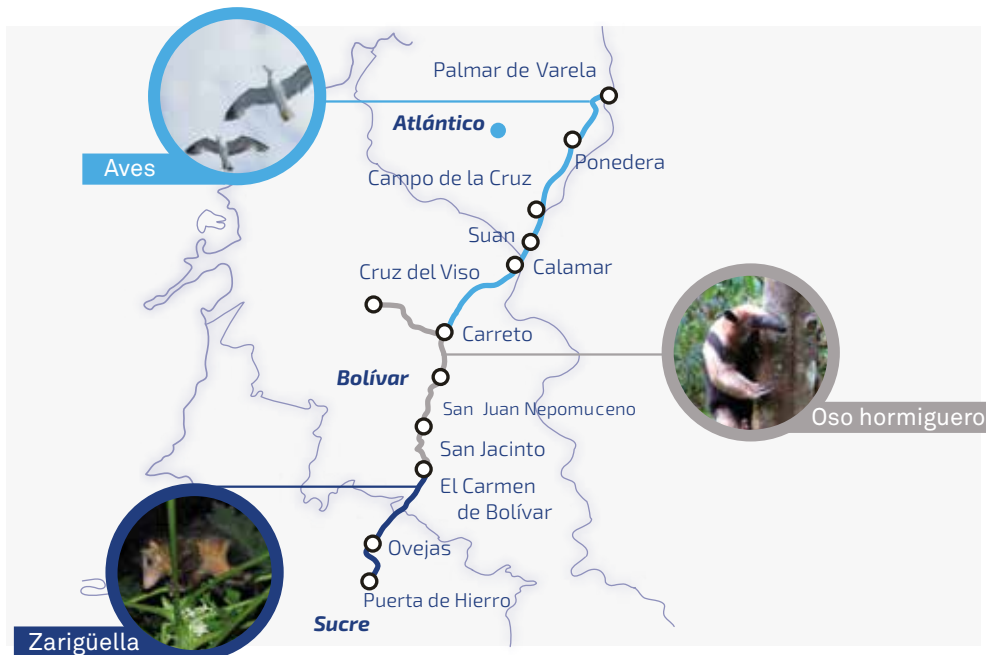 Palmar de Varela
Atlántico
Aves
Ponedera
Campo de la Cruz
Suan
Cruz del Viso
Calamar
Carreto
Bolívar
San Juan Nepomuceno
Oso hormiguero
San Jacinto
El Carmen
de Bolívar
Ovejas
Puerta de Hierro
Sucre
Zarigüella